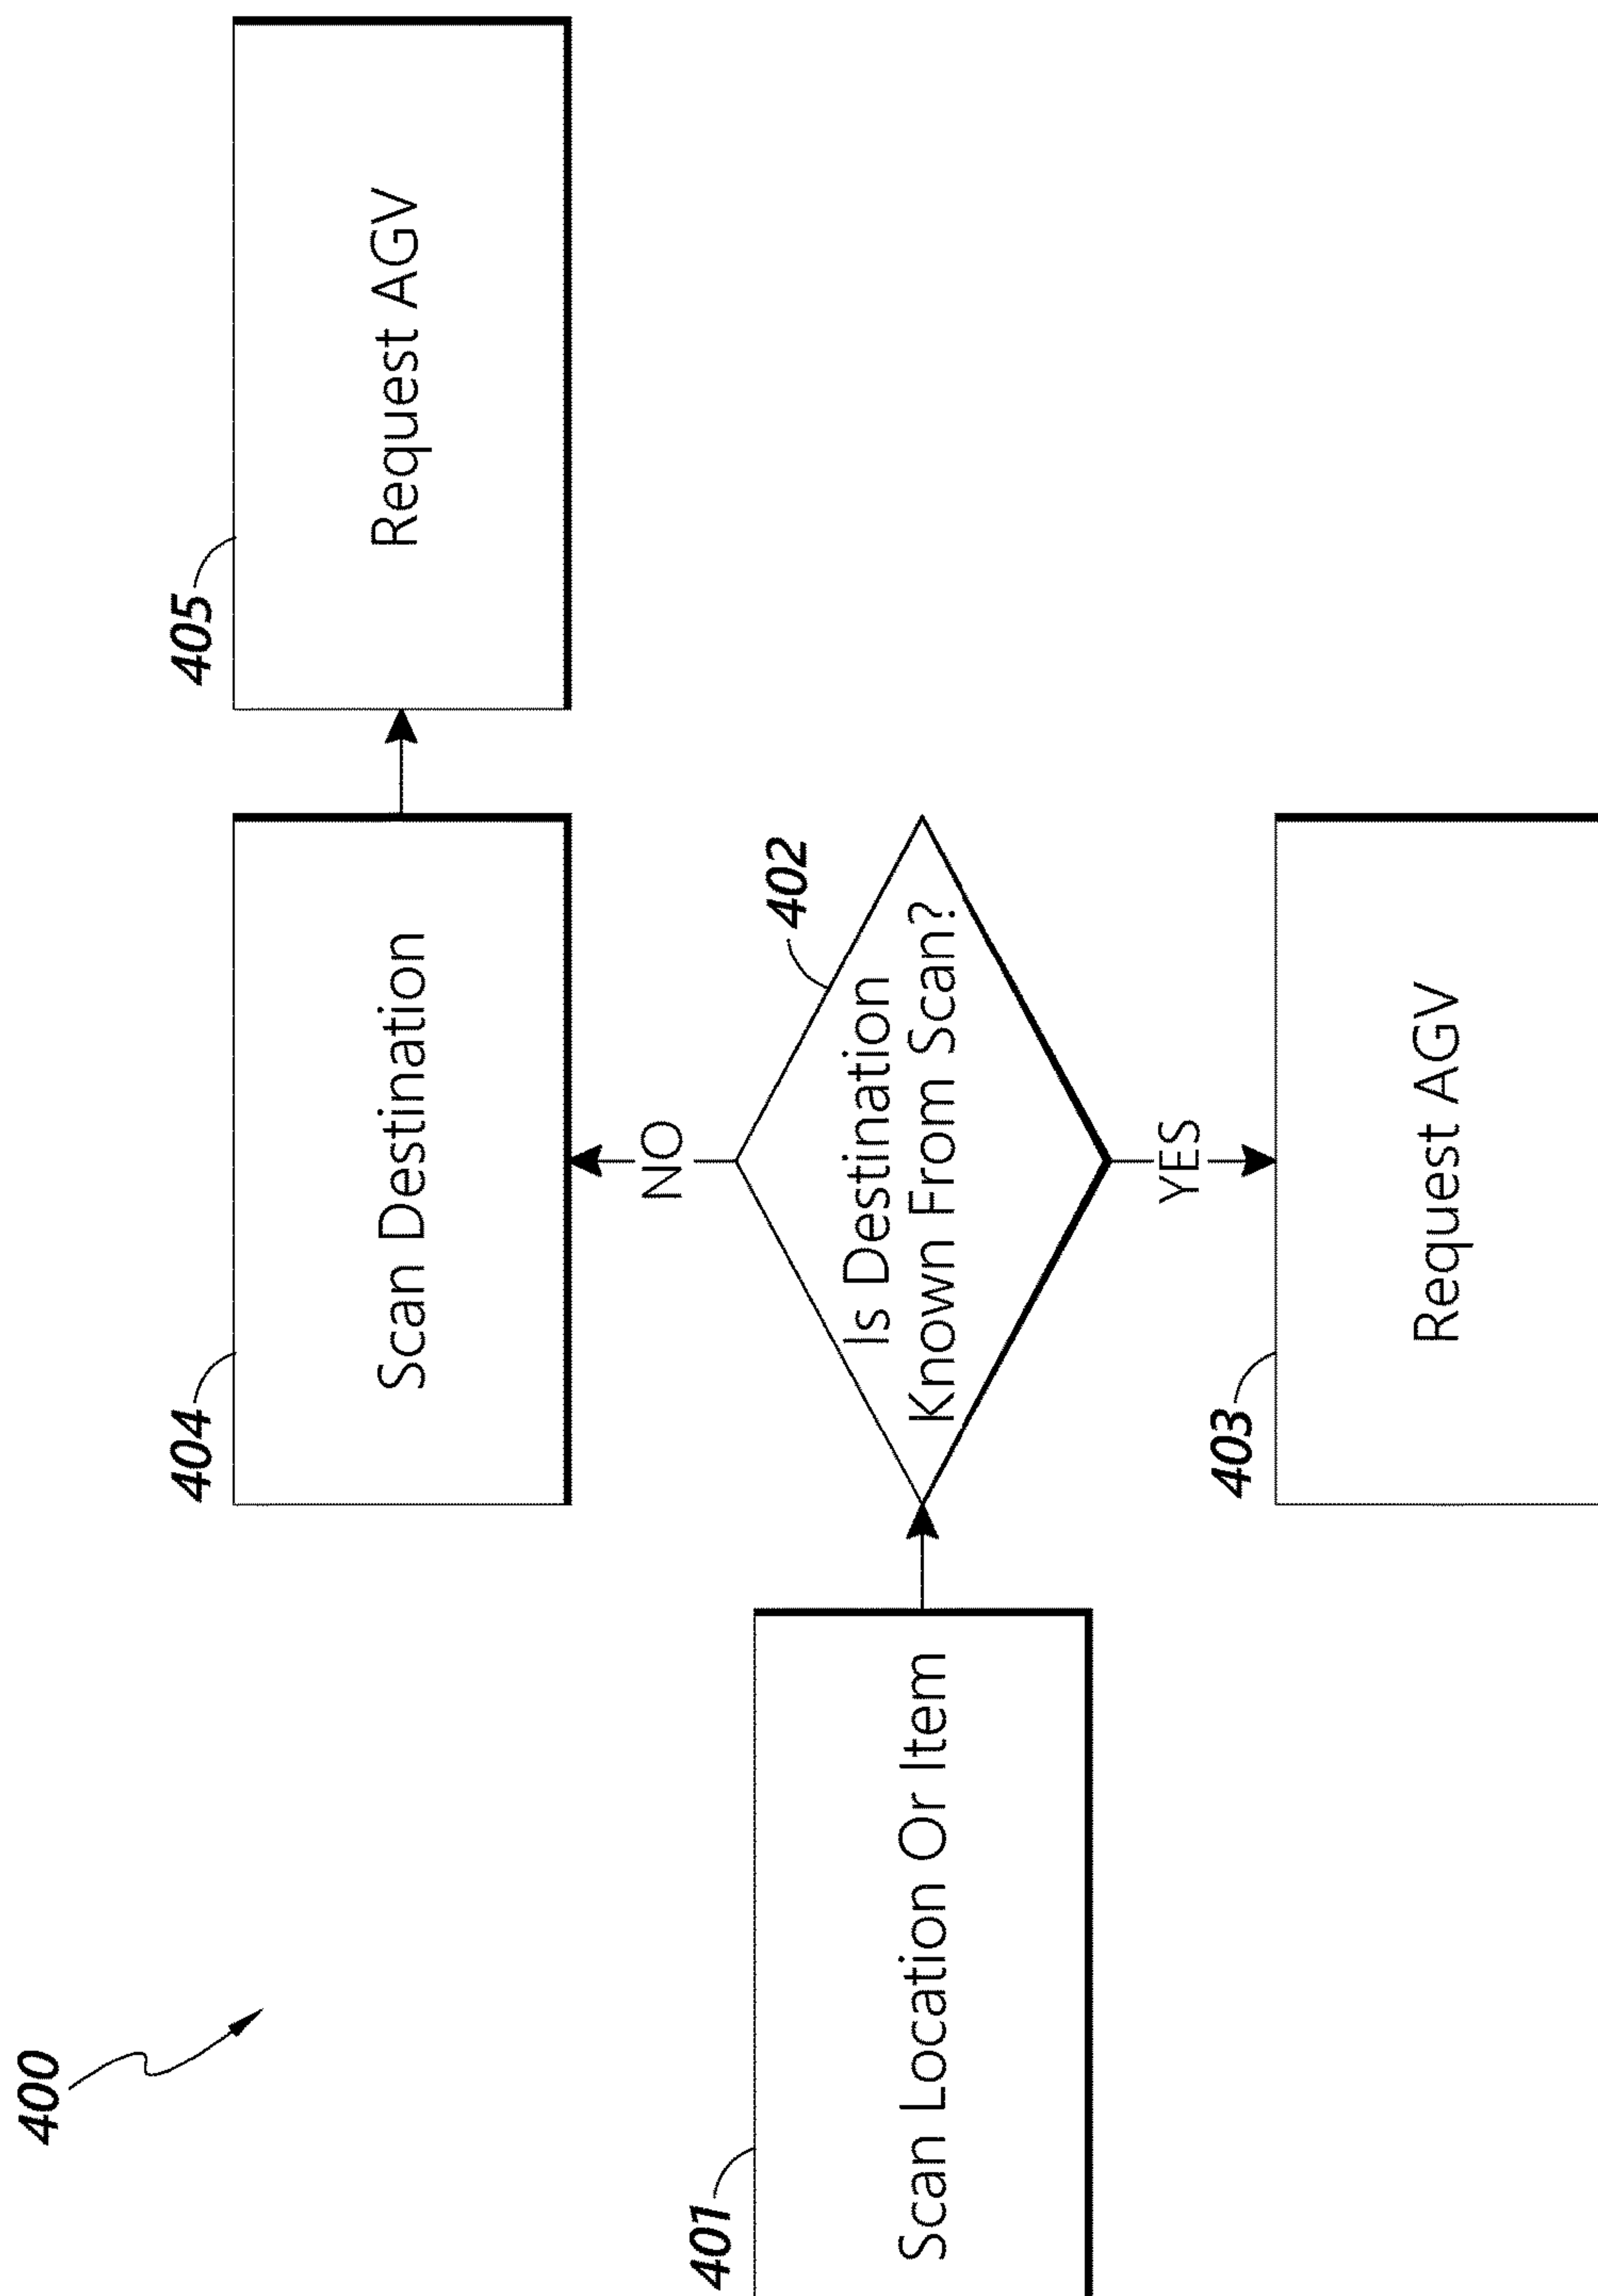 400
404
Scan Destination
405
Request AGV
NO
401
Scan Location Or Item
402
Is Destination
Known From Scan?
YES
403
Request AGV